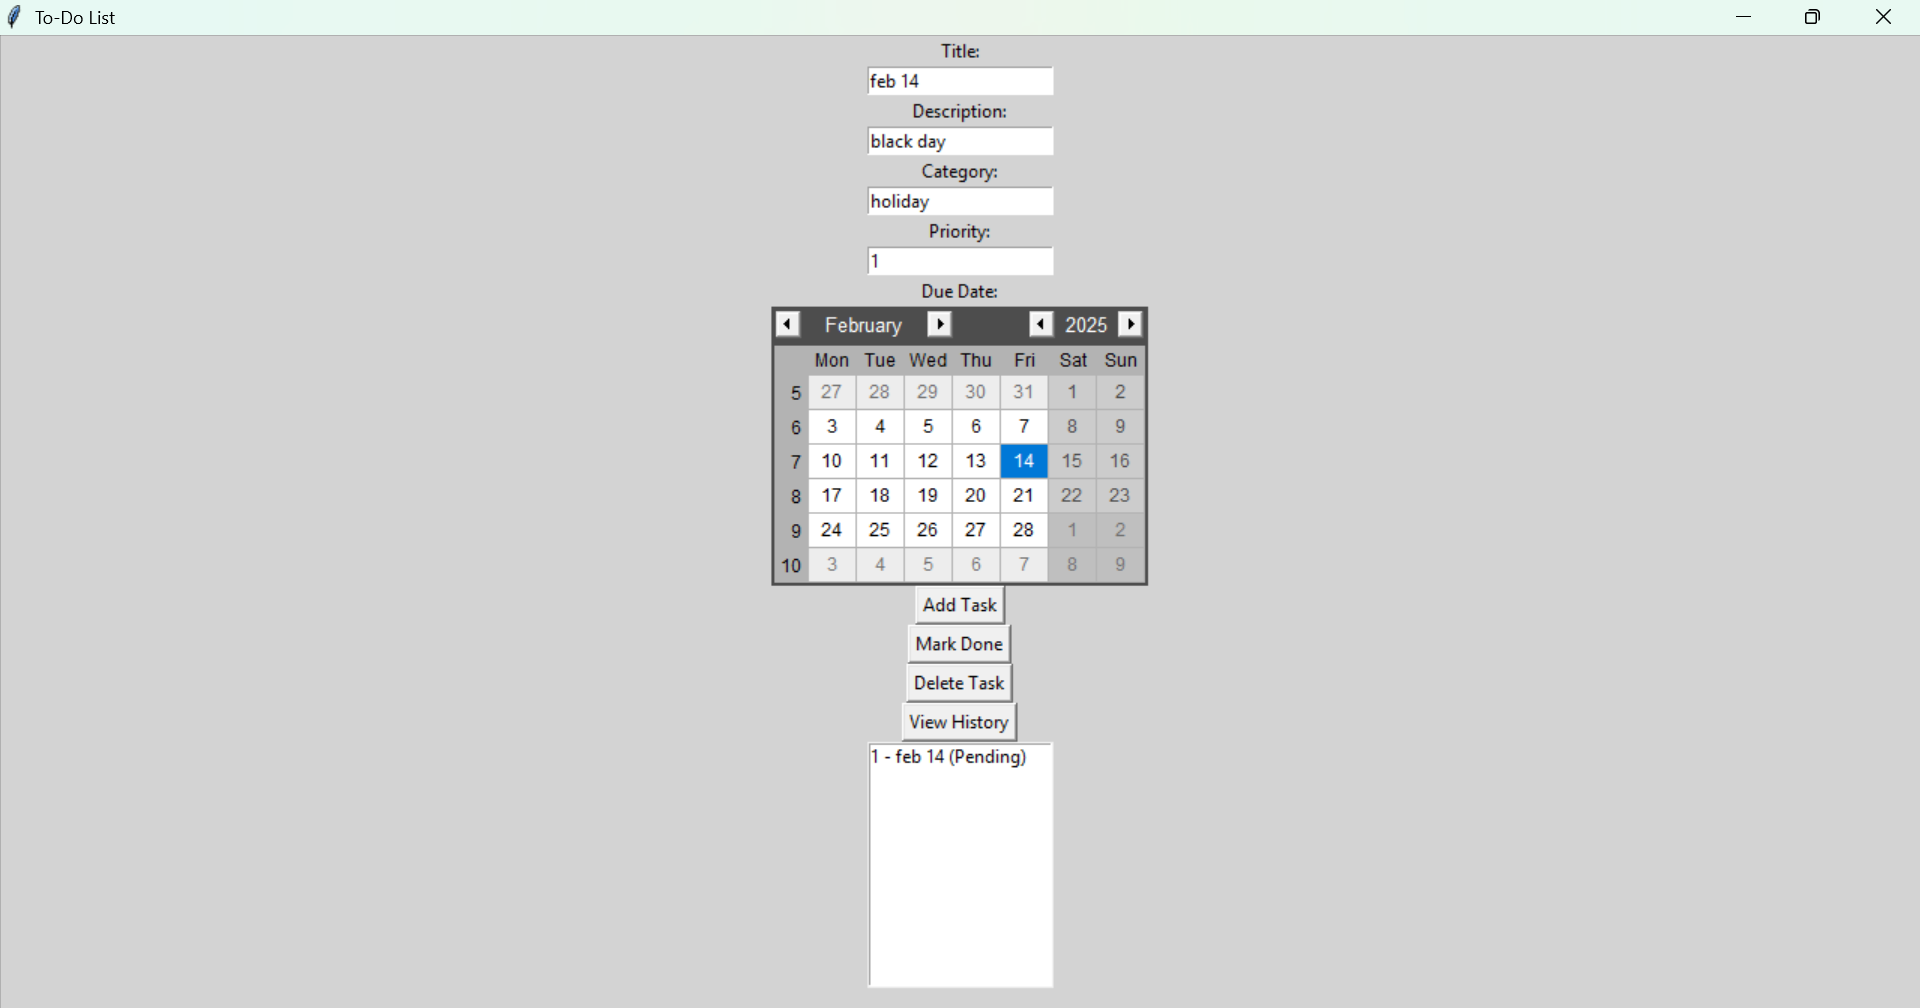 To-Do List
Title:
feb 14
Description:
black day
Category:
holiday
Priority:
1
Due Date:
February 2025
Mon Tue Wed Thu Fri Sat Sun
5 27 28 29 30 31 1 2
6 3 4 5 6 7 8 9
7 10 11 12 13 14 15 16
8 17 18 19 20 21 22 23
9 24 25 26 27 28 1 2
10 3 4 5 6 7 8 9
Add Task
Mark Done
Delete Task
View History
1 - feb 14 (Pending)